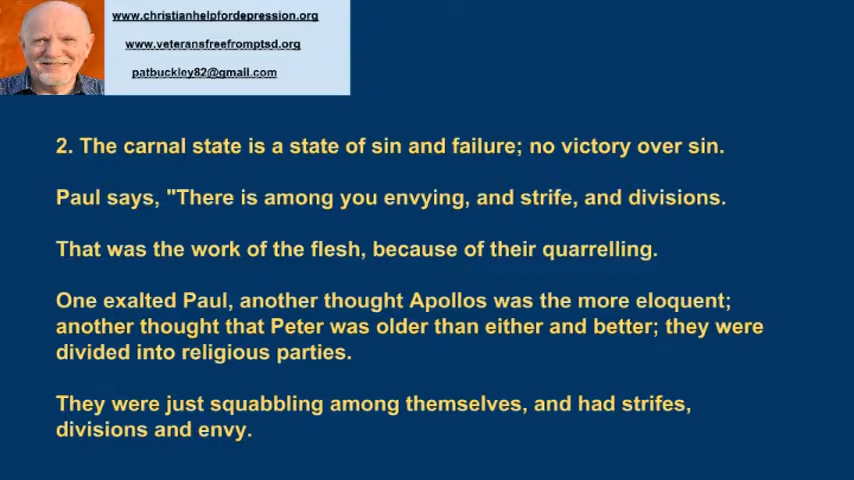 www.christianhelpfordepression.org
www.veteransfreefromptsd.org
patbuckley82@gmail.com
2. The carnal state is a state of sin and failure; no victory over sin.
Paul says, "There is among you envying, and strife, and divisions.
That was the work of the flesh, because of their quarrelling.
One exalted Paul, another thought Apollos was the more eloquent;
another thought that Peter was older than either and better; they were
divided into religious parties.
They were just squabbling among themselves, and had strifes,
divisions and envy.